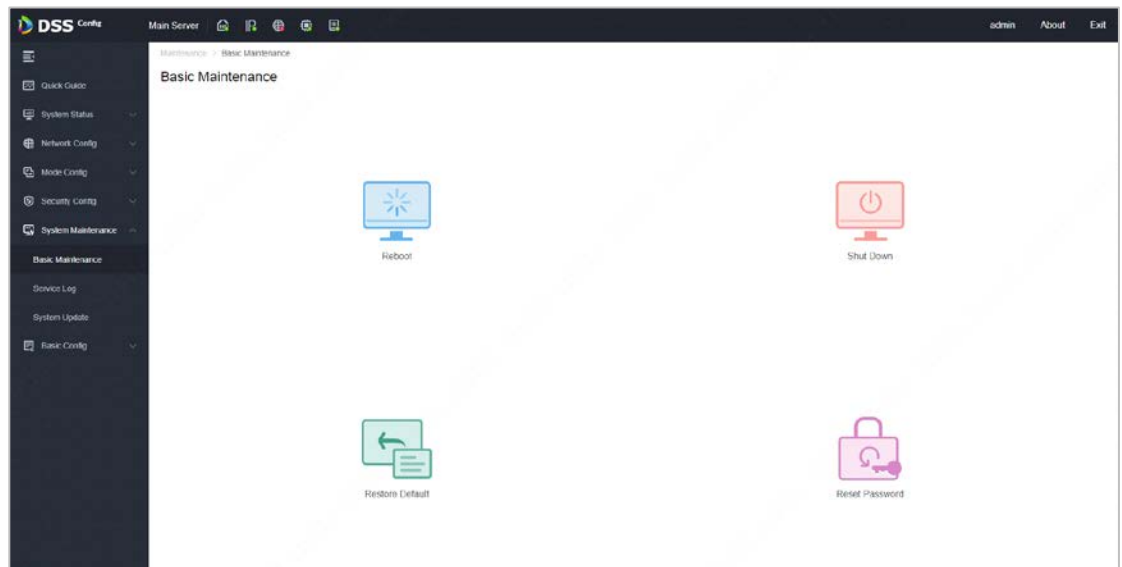 DSS Config Main Server admin About Exit
Maintenance > Basic Maintenance
Basic Maintenance
Quick Guide
System Status
Network Config
Mode Config
Security Config
System Maintenance
Basic Maintenance
Service Log
System Update
Basic Config
Reboot
Shut Down
Restore Default
Reset Password